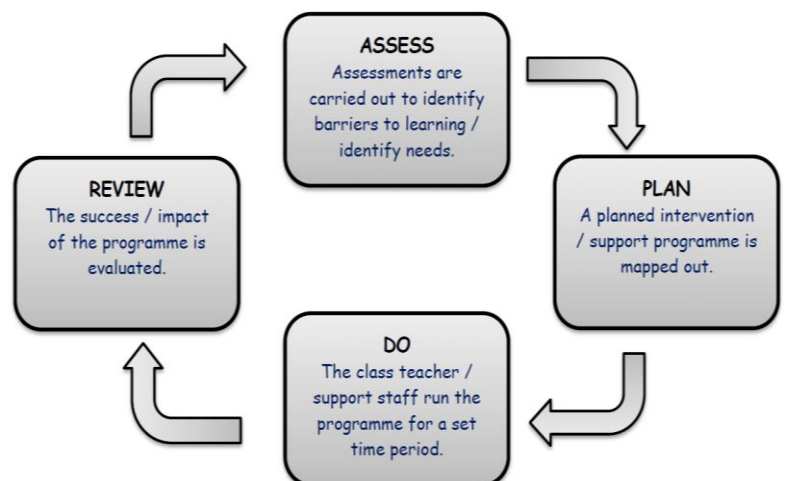 ASSESS
Assessments are
carried out to identify
barriers to learning /
identify needs.
PLAN
A planned intervention
/ support programme is
mapped out.
DO
The class teacher /
support staff run the
programme for a set
time period.
REVIEW
The success / impact
of the programme is
evaluated.